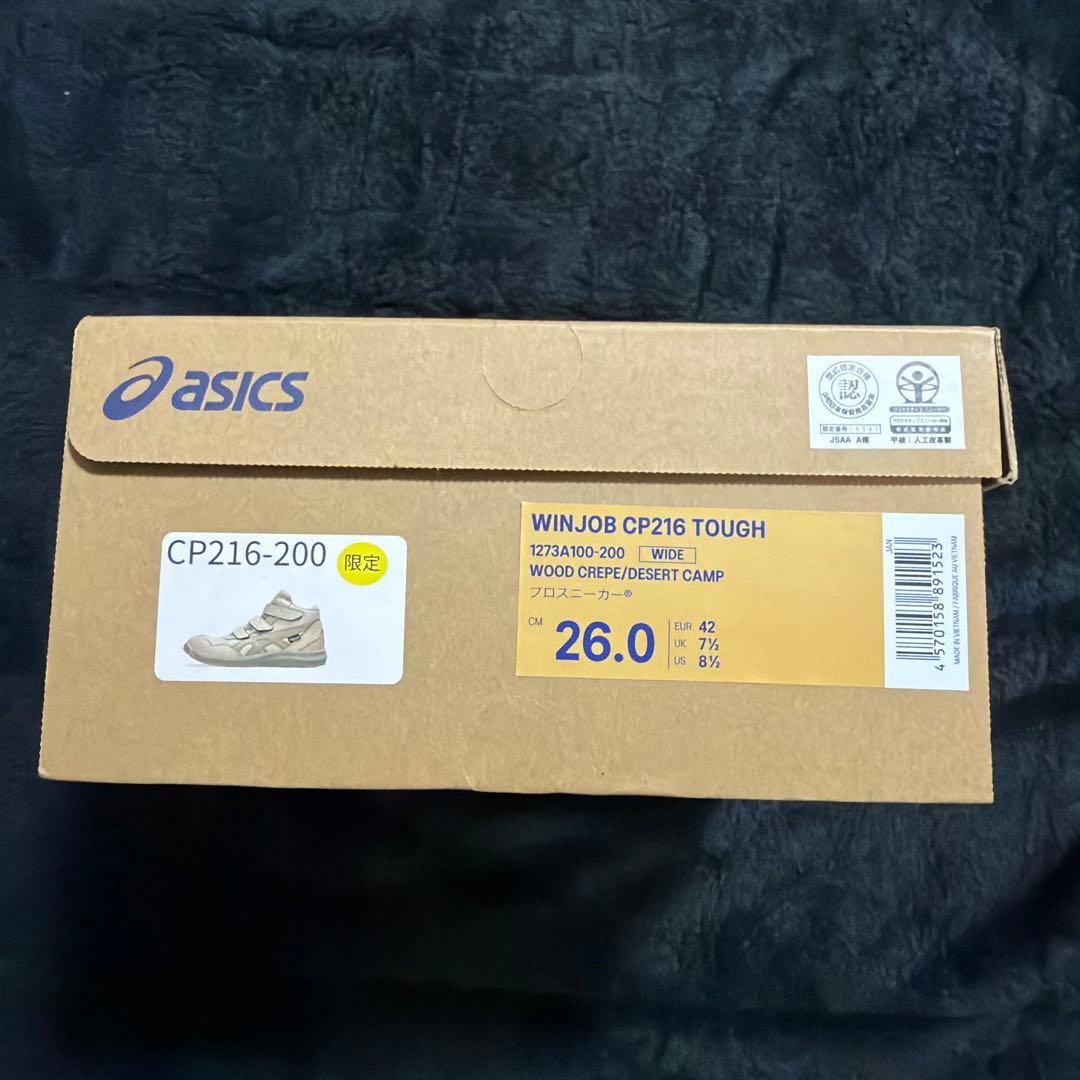 asics
認
JSAA A種
甲被：人工皮革製
CP216-200 限定
WINJOB CP216 TOUGH
1273A100-200 WIDE
WOOD CREPE/DESERT CAMP
プロスニーカー®
CM 26.0
EUR 42
UK 7½
US 8½
JAN
4 570158 891523
MADE IN VIETNAM / FABRIQUE AU VIETNAM